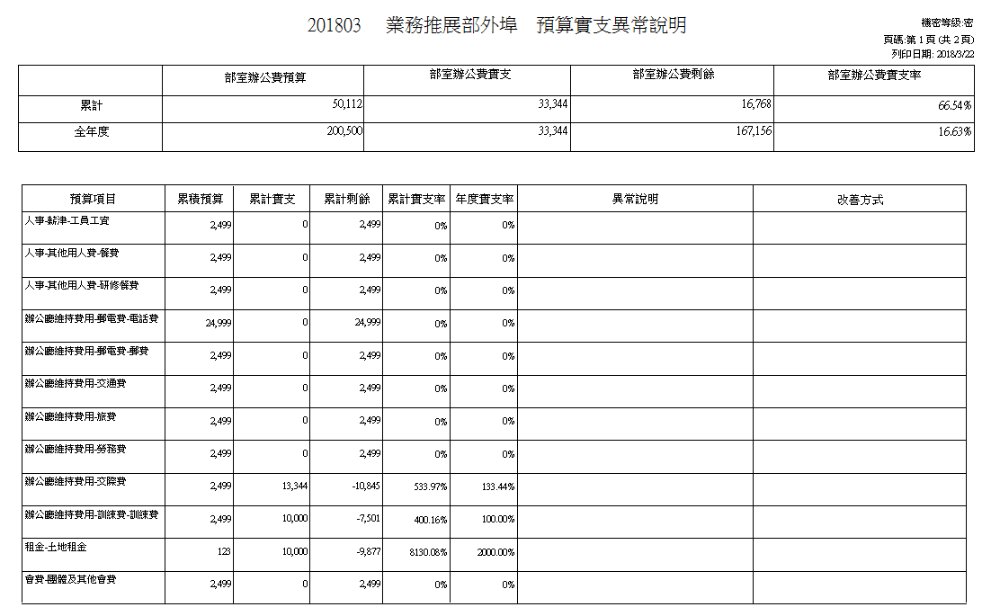 201803 業務推展部外埠 預算實支異常說明
機密等級:密
頁碼:第 1 頁 (共 2 頁)
列印日期: 2018/3/22
部室辦公費預算 部室辦公費實支 部室辦公費剩餘 部室辦公費實支率
累計 50,112 33,344 16,768 66.54%
全年度 200,500 33,344 167,156 16.63%
預算項目 累積預算 累計實支 累計剩餘 累計實支率 年度實支率 異常說明 改善方式
人事-薪津-工員工資 2,499 0 2,499 0% 0%
人事-其他用人費-餐費 2,499 0 2,499 0% 0%
人事-其他用人費-研修餐費 2,499 0 2,499 0% 0%
辦公廳維持費用-郵電費-電話費 24,999 0 24,999 0% 0%
辦公廳維持費用-郵電費-郵費 2,499 0 2,499 0% 0%
辦公廳維持費用-交通費 2,499 0 2,499 0% 0%
辦公廳維持費用-旅費 2,499 0 2,499 0% 0%
辦公廳維持費用-勞務費 2,499 0 2,499 0% 0%
辦公廳維持費用-交際費 2,499 13,344 -10,845 533.97% 133.44%
辦公廳維持費用-訓練費-訓練費 2,499 10,000 -7,501 400.16% 100.00%
租金-土地租金 123 10,000 -9,877 8130.08% 2000.00%
會費-團體及其他會費 2,499 0 2,499 0% 0%